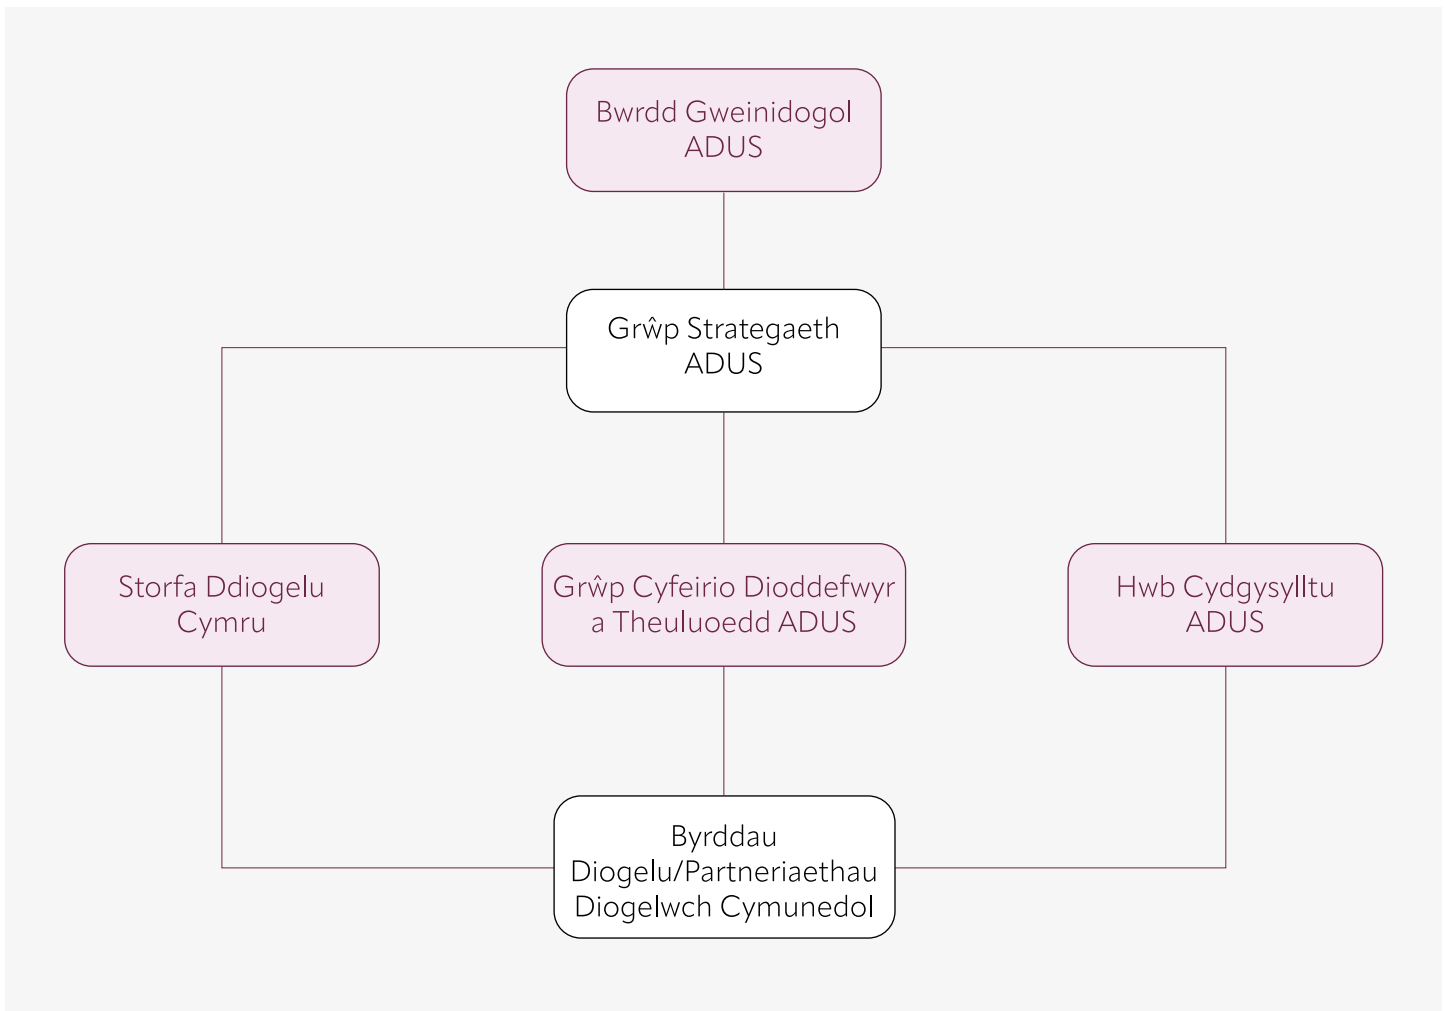 Bwrdd Gweinidogol
ADUS
Grŵp Strategaeth
ADUS
Storfa Ddiogelu
Cymru
Grŵp Cyfeirio Dioddefwyr
a Theuluoedd ADUS
Hwb Cydgysylltu
ADUS
Byrddau
Diogelu/Partneriaethau
Diogelwch Cymunedol